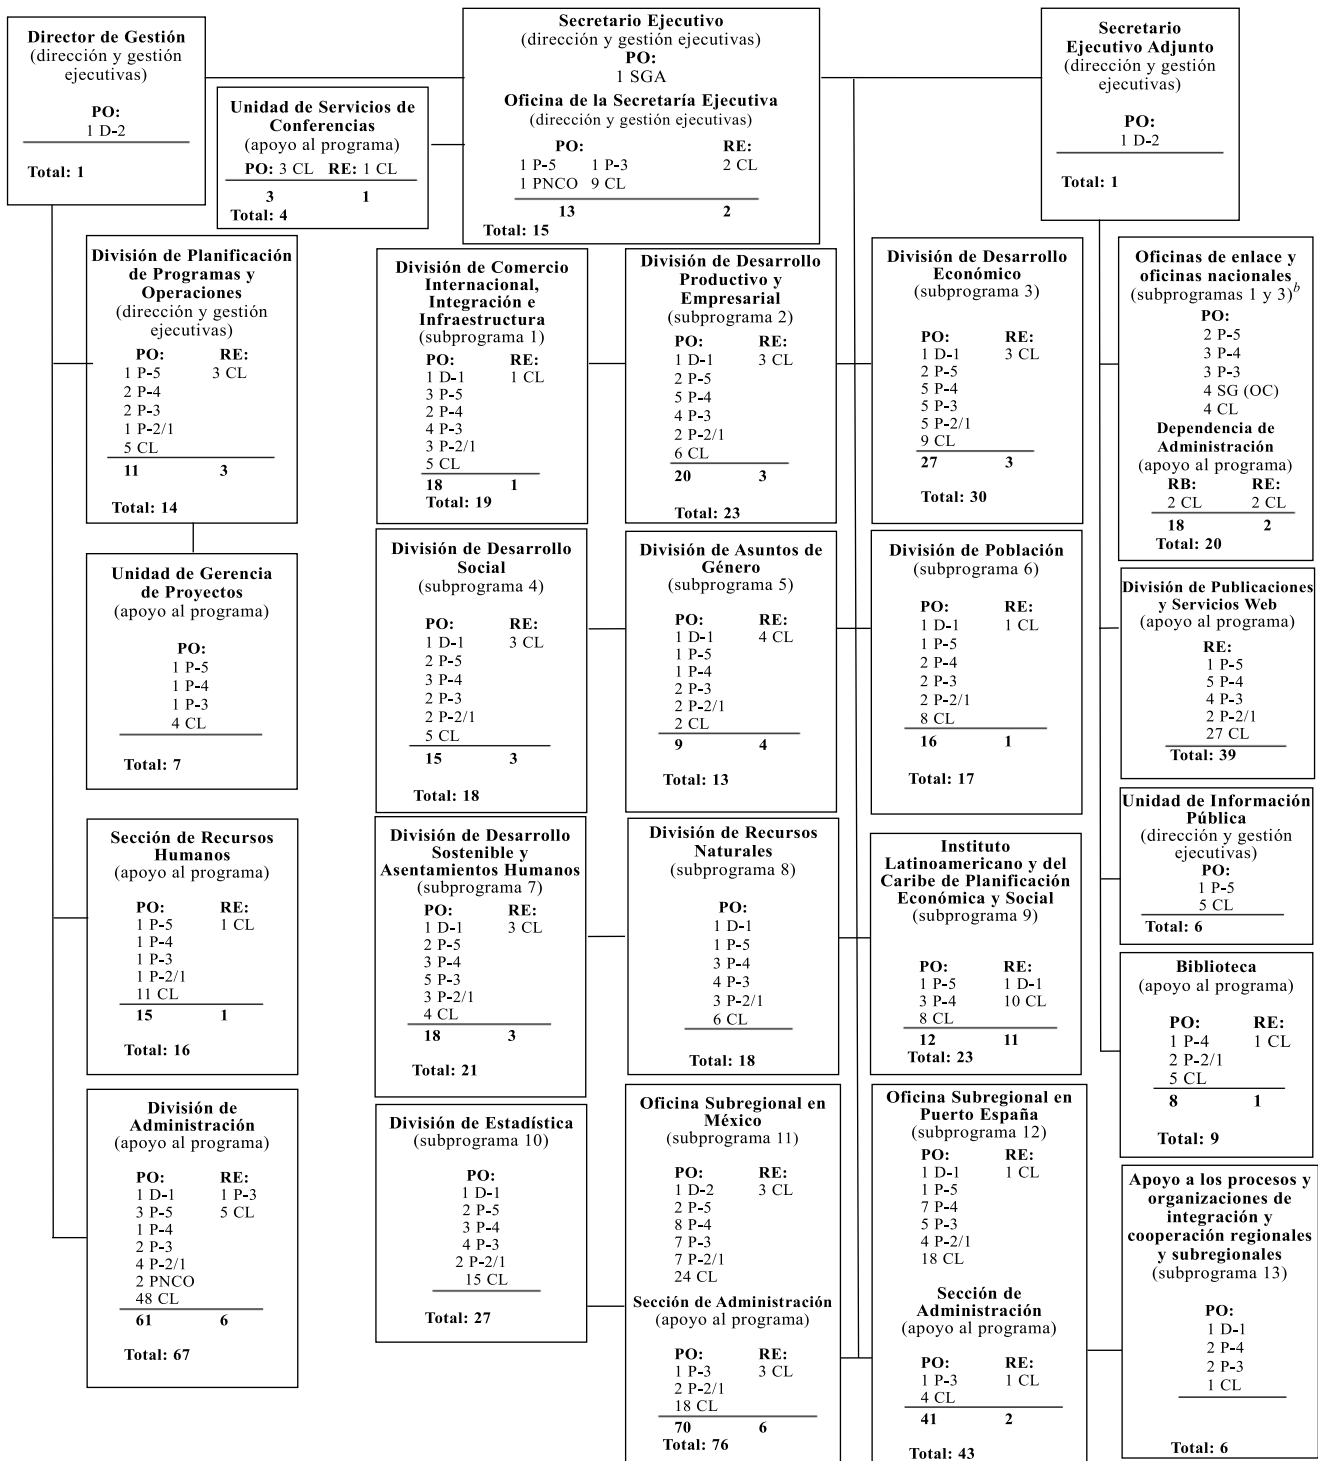 Director de Gestión
(dirección y gestión
ejecutivas)
PO:
1 D-2
Total: 1
Unidad de Servicios de
Conferencias
(apoyo al programa)
PO: 3 CL RE: 1 CL
3 1
Total: 4
Secretario Ejecutivo
(dirección y gestión ejecutivas)
PO:
1 SGA
Oficina de la Secretaría Ejecutiva
(dirección y gestión ejecutivas)
PO: RE:
1 P-5 1 P-3 2 CL
1 PNCO 9 CL
13 2
Total: 15
Secretario
Ejecutivo Adjunto
(dirección y gestión
ejecutivas)
PO:
1 D-2
Total: 1
División de Planificación
de Programas y
Operaciones
(dirección y gestión
ejecutivas)
PO: RE:
1 P-5 3 CL
2 P-4
2 P-3
1 P-2/1
5 CL
11 3
Total: 14
División de Comercio
Internacional,
Integración e
Infraestructura
(subprograma 1)
PO: RE:
1 D-1 1 CL
3 P-5
2 P-4
4 P-3
3 P-2/1
5 CL
18 1
Total: 19
División de Desarrollo
Productivo y
Empresarial
(subprograma 2)
PO: RE:
1 D-1 3 CL
2 P-5
5 P-4
4 P-3
2 P-2/1
6 CL
20 3
Total: 23
División de Desarrollo
Económico
(subprograma 3)
PO: RE:
1 D-1 3 CL
2 P-5
5 P-4
5 P-3
5 P-2/1
9 CL
27 3
Total: 30
Oficinas de enlace y
oficinas nacionales
(subprogramas 1 y 3)b
PO:
2 P-5
3 P-4
3 P-3
4 SG (OC)
4 CL
Dependencia de
Administración
(apoyo al programa)
RB: RE:
2 CL 2 CL
18 2
Total: 20
Unidad de Gerencia
de Proyectos
(apoyo al programa)
PO:
1 P-5
1 P-4
1 P-3
4 CL
Total: 7
División de Desarrollo
Social
(subprograma 4)
PO: RE:
1 D-1 3 CL
2 P-5
3 P-4
2 P-3
2 P-2/1
5 CL
15 3
Total: 18
División de Asuntos de
Género
(subprograma 5)
PO: RE:
1 D-1 4 CL
1 P-5
1 P-4
2 P-3
2 P-2/1
2 CL
9 4
Total: 13
División de Población
(subprograma 6)
PO: RE:
1 D-1 1 CL
1 P-5
2 P-4
2 P-3
2 P-2/1
8 CL
16 1
Total: 17
División de Publicaciones
y Servicios Web
(apoyo al programa)
RE:
1 P-5
5 P-4
4 P-3
2 P-2/1
27 CL
Total: 39
Unidad de Información
Pública
(dirección y gestión
ejecutivas)
PO:
1 P-5
5 CL
Total: 6
Sección de Recursos
Humanos
(apoyo al programa)
PO: RE:
1 P-5 1 CL
1 P-4
1 P-3
1 P-2/1
11 CL
15 1
Total: 16
División de Desarrollo
Sostenible y
Asentamientos Humanos
(subprograma 7)
PO: RE:
1 D-1 3 CL
2 P-5
3 P-4
5 P-3
3 P-2/1
4 CL
18 3
Total: 21
División de Recursos
Naturales
(subprograma 8)
PO:
1 D-1
1 P-5
3 P-4
4 P-3
3 P-2/1
6 CL
Total: 18
Instituto
Latinoamericano y del
Caribe de Planificación
Económica y Social
(subprograma 9)
PO: RE:
1 P-5 1 D-1
3 P-4 10 CL
8 CL
12 11
Total: 23
Biblioteca
(apoyo al programa)
PO: RE:
1 P-4 1 CL
2 P-2/1
5 CL
8 1
Total: 9
División de
Administración
(apoyo al programa)
PO: RE:
1 D-1 1 P-3
3 P-5 5 CL
1 P-4
2 P-3
4 P-2/1
2 PNCO
48 CL
61 6
Total: 67
División de Estadística
(subprograma 10)
PO:
1 D-1
2 P-5
3 P-4
4 P-3
2 P-2/1
15 CL
Total: 27
Oficina Subregional en
México
(subprograma 11)
PO: RE:
1 D-2 3 CL
2 P-5
8 P-4
7 P-3
7 P-2/1
24 CL
Sección de Administración
(apoyo al programa)
PO: RE:
1 P-3 3 CL
2 P-2/1
18 CL
70 6
Total: 76
Oficina Subregional en
Puerto España
(subprograma 12)
PO: RE:
1 D-1 1 CL
1 P-5
7 P-4
5 P-3
4 P-2/1
18 CL
Sección de
Administración
(apoyo al programa)
PO: RE:
1 P-3 1 CL
4 CL
41 2
Total: 43
Apoyo a los procesos y
organizaciones de
integración y
cooperación regionales
y subregionales
(subprograma 13)
PO:
1 D-1
2 P-4
2 P-3
1 CL
Total: 6